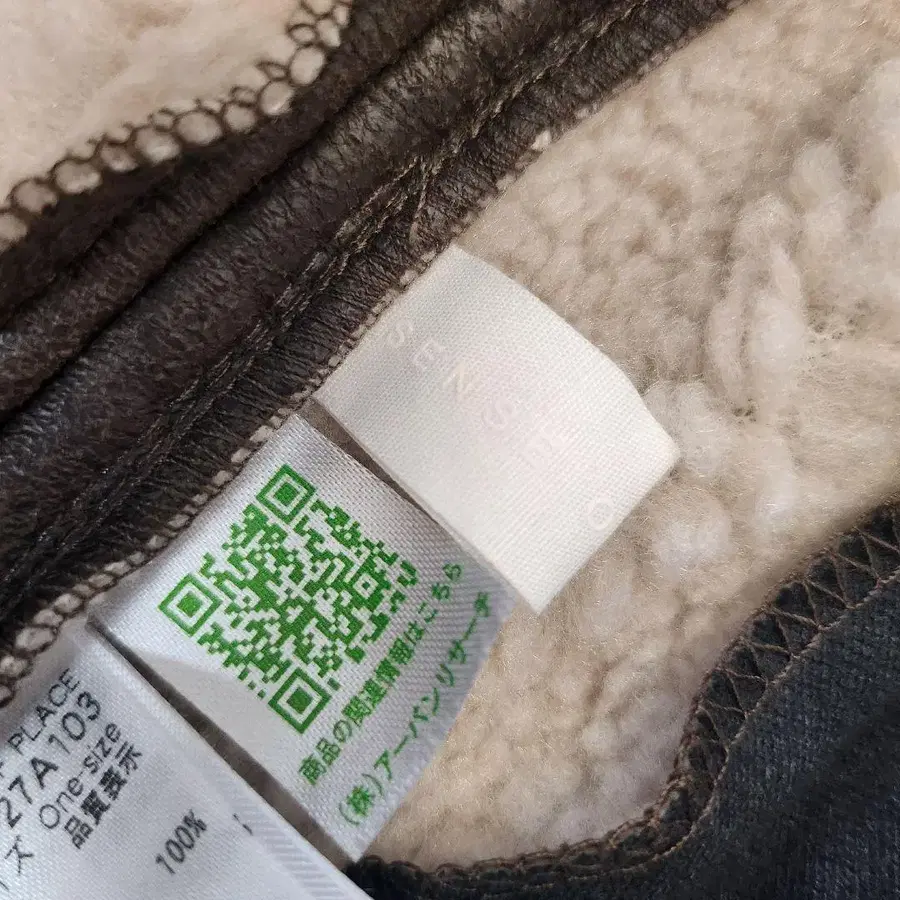 SENSE O
商品の関連情報はこちら
(株)アーバンリサーチ
PLACE
27A103
ズ One-size
品質表示
100%